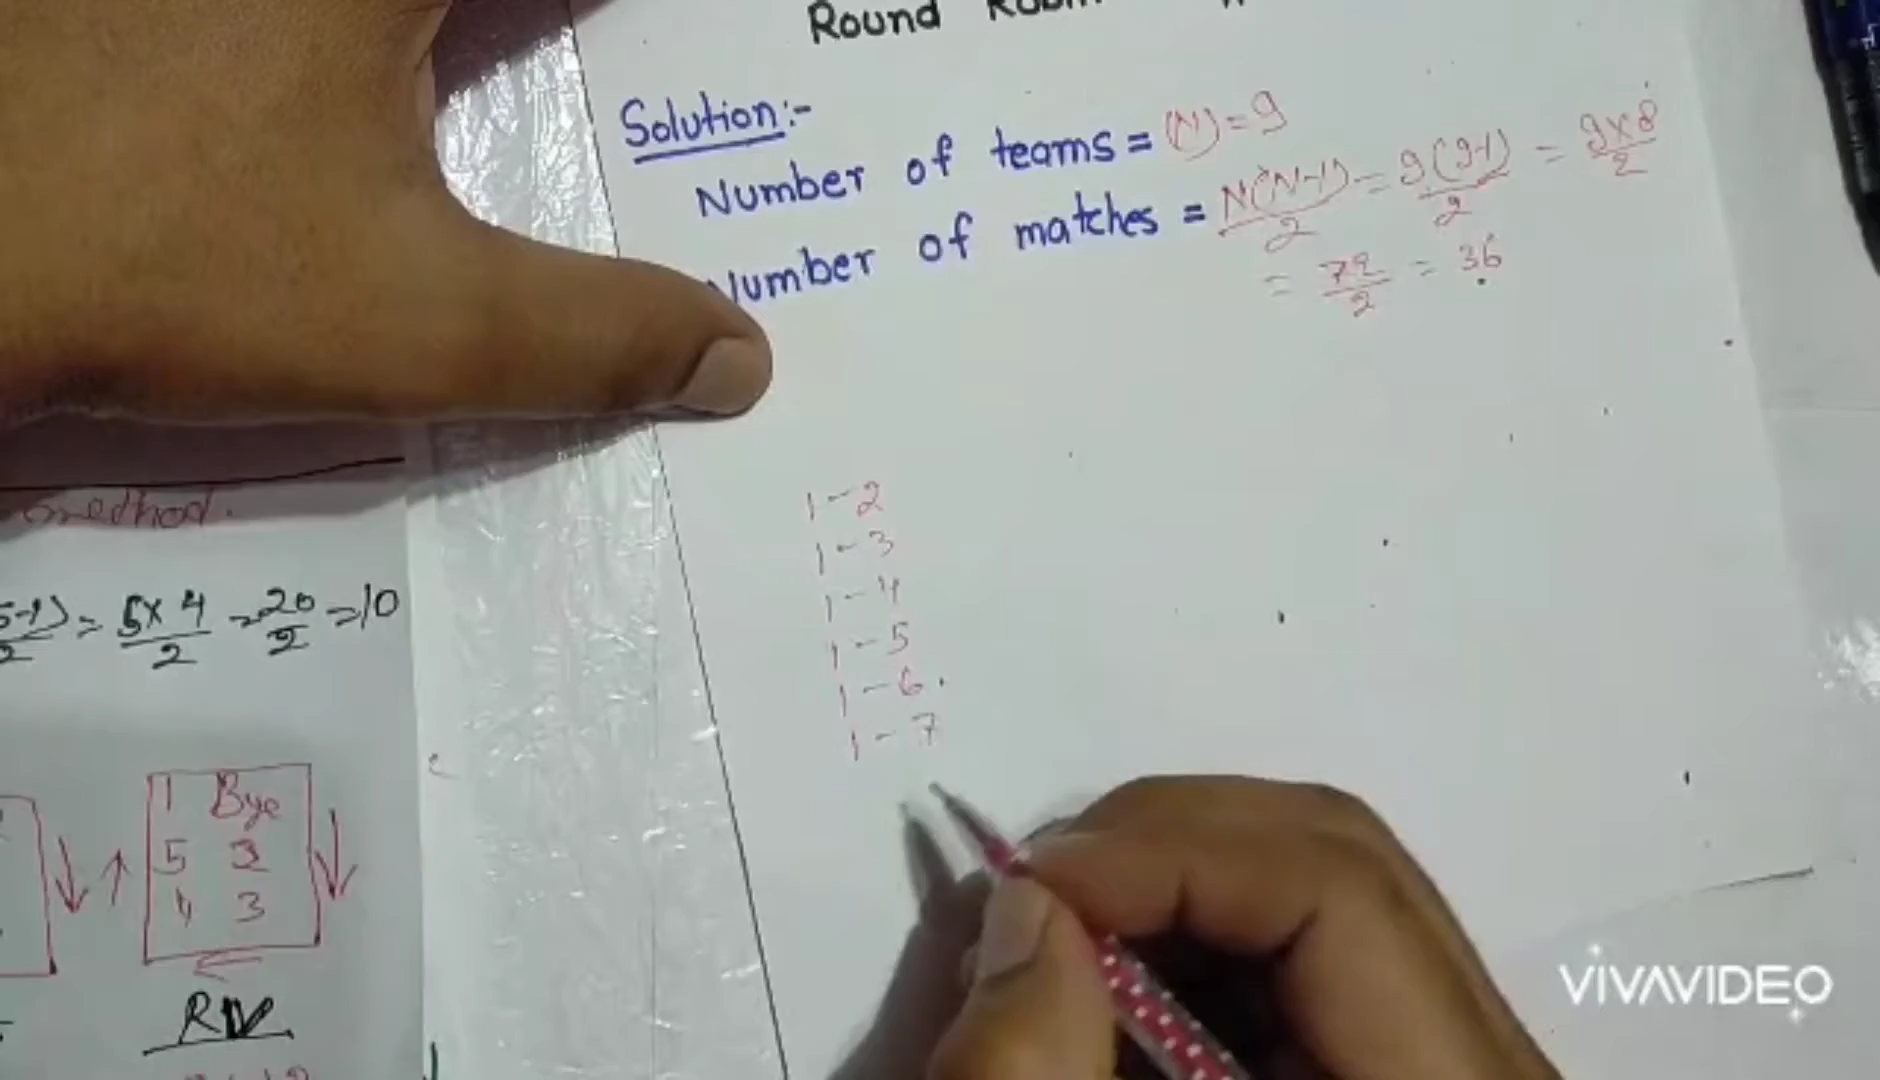 Round
Solution:-
Number of teams = (N) = 9
Number of matches = N(N-1)/2 = 9(9-1)/2 = 9x8/2
= 72/2 = 36
1-2
1-3
1-4
1-5
1-6.
1-7
method.
= 5x4/2 = 20/2 = 10
1 Bye
5 2
4 3
RIV
VIVAVIDEO